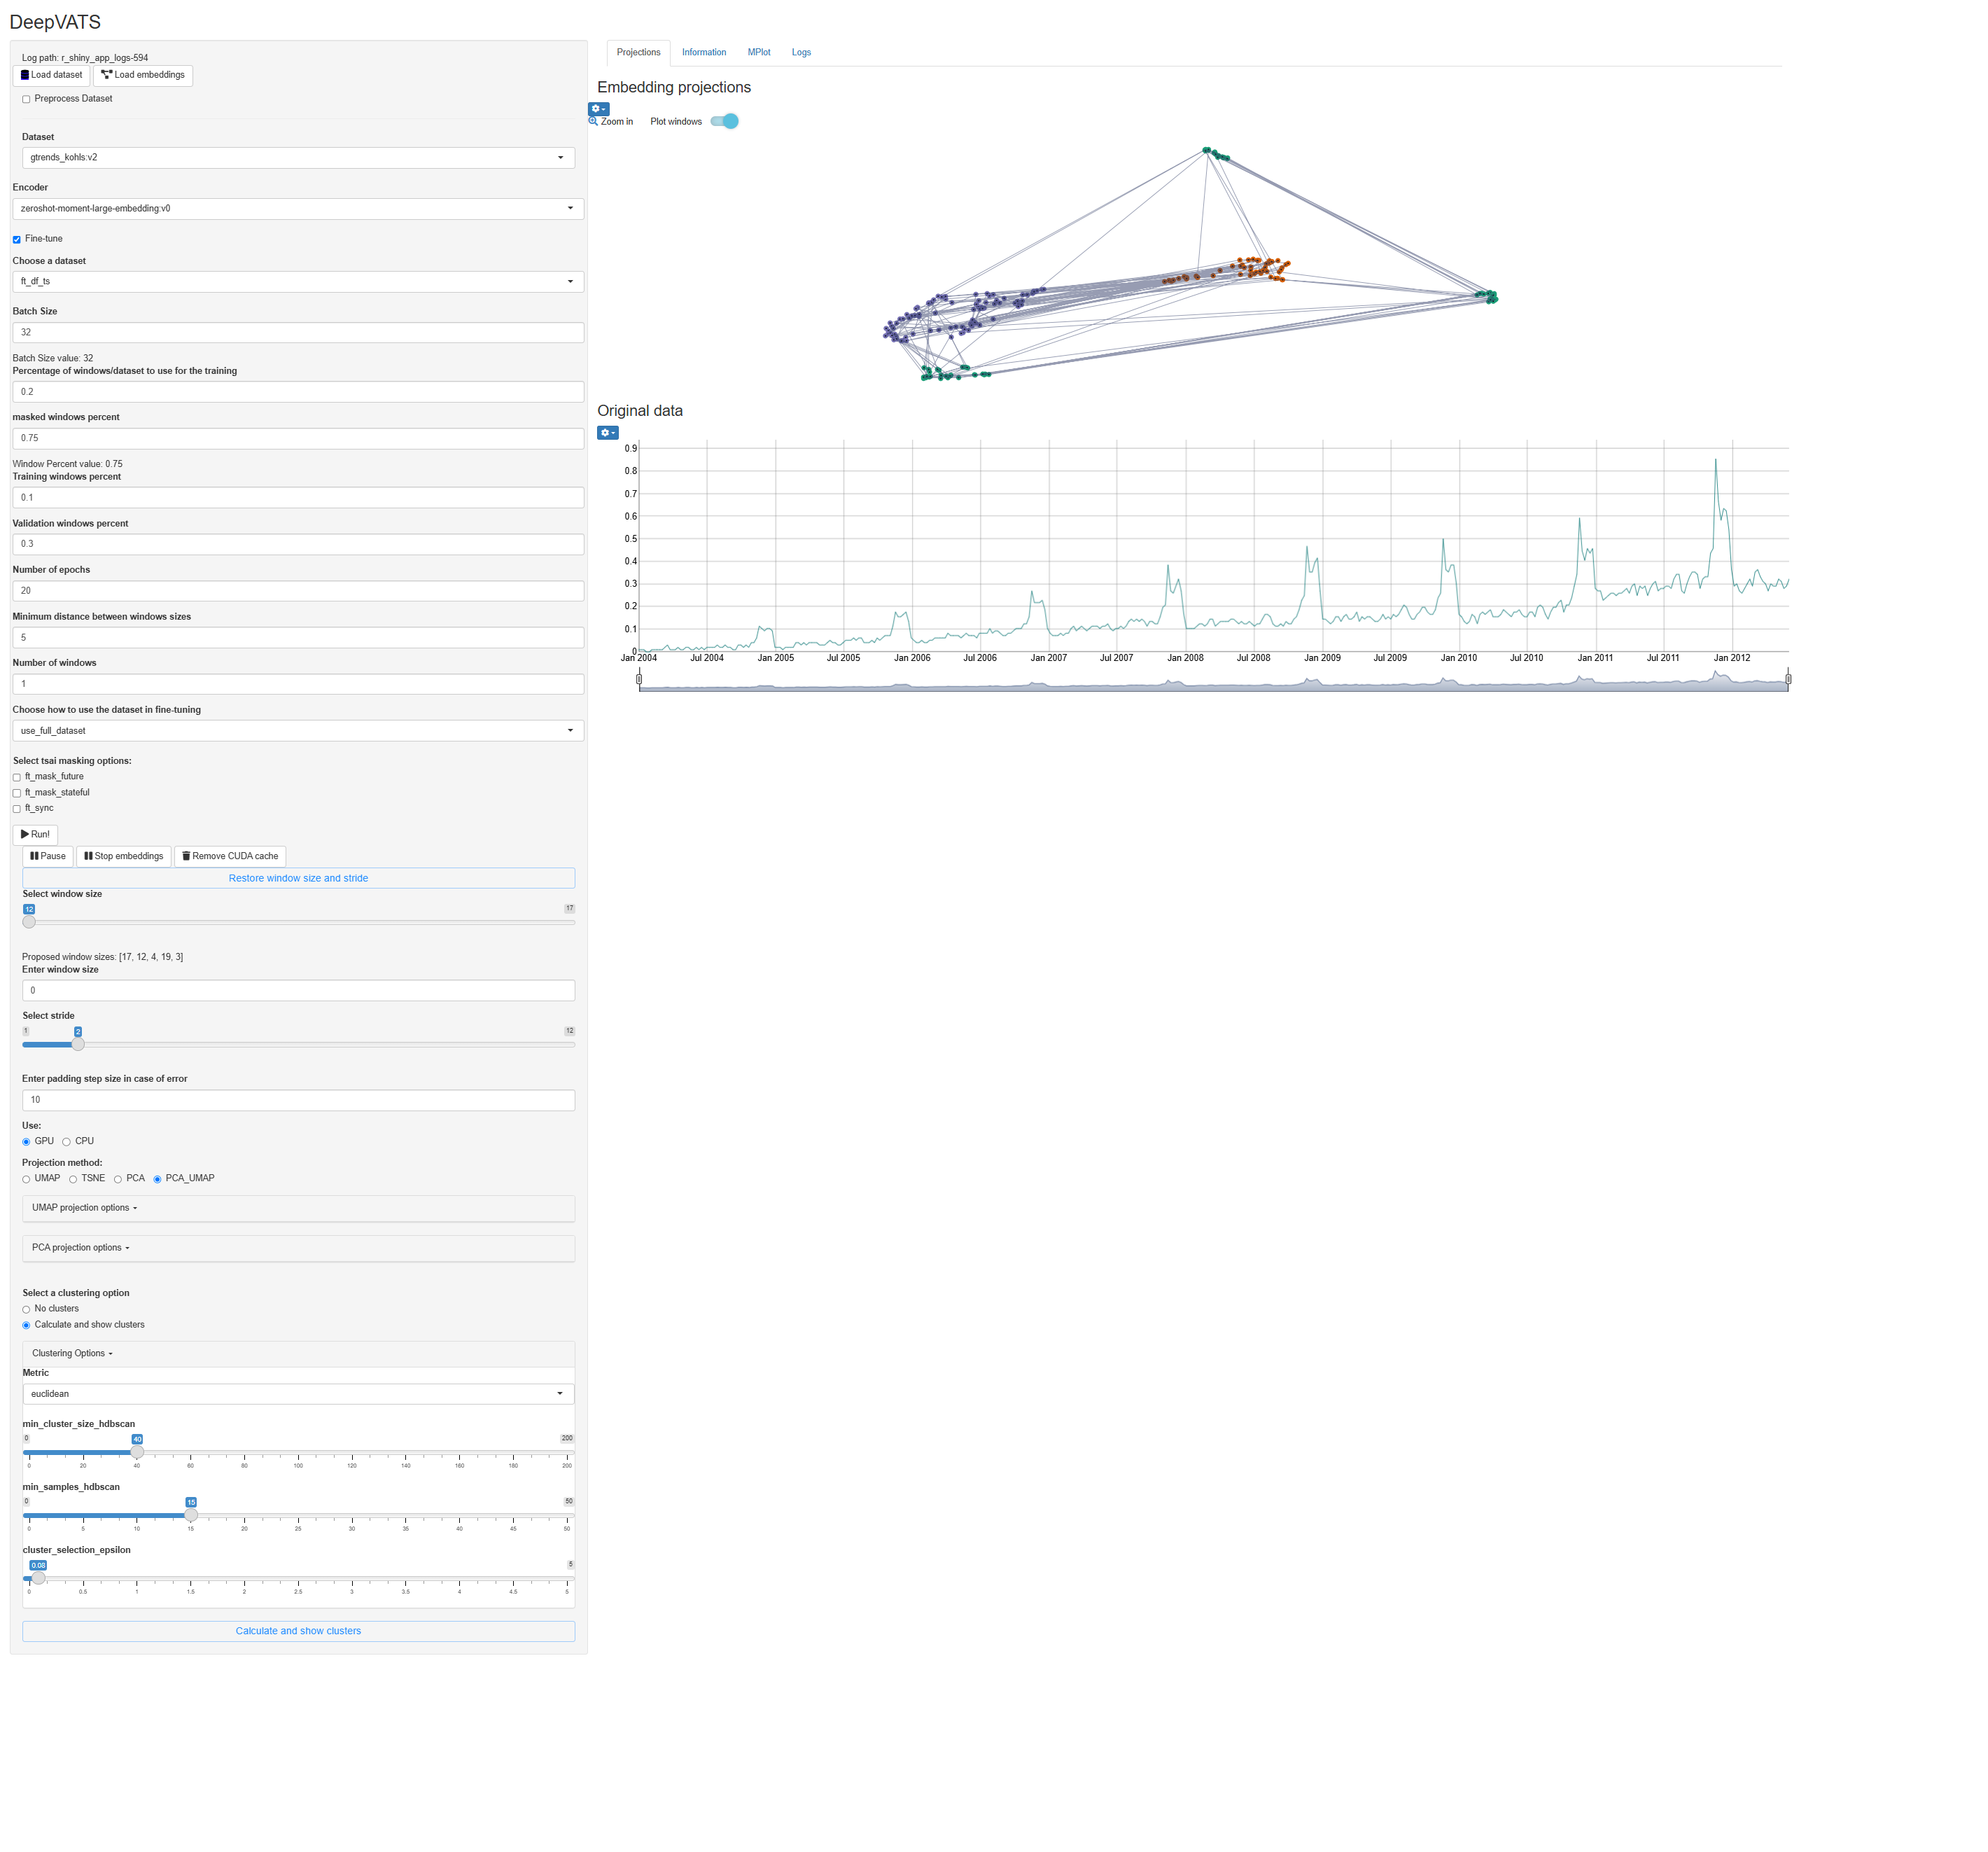 DeepVATS
Log path: r_shiny_app_logs-594
Load dataset
Load embeddings
Preprocess Dataset
Dataset
gtrends_kohls:v2
Encoder
zeroshot-moment-large-embedding:v0
Fine-tune
Choose a dataset
ft_df_ts
Batch Size
32
Batch Size value: 32
Percentage of windows/dataset to use for the training
0.2
masked windows percent
0.75
Window Percent value: 0.75
Training windows percent
0.1
Validation windows percent
0.3
Number of epochs
20
Minimum distance between windows sizes
5
Number of windows
1
Choose how to use the dataset in fine-tuning
use_full_dataset
Select tsai masking options:
ft_mask_future
ft_mask_stateful
ft_sync
Run!
Pause
Stop embeddings
Remove CUDA cache
Restore window size and stride
Select window size
12 17
Proposed window sizes: [17, 12, 4, 19, 3]
Enter window size
0
Select stride
1 2 12
Enter padding step size in case of error
10
Use:
GPU CPU
Projection method:
UMAP TSNE PCA PCA_UMAP
UMAP projection options
PCA projection options
Select a clustering option
No clusters
Calculate and show clusters
Clustering Options
Metric
euclidean
min_cluster_size_hdbscan
0 40 200
0 20 40 60 80 100 120 140 160 180 200
min_samples_hdbscan
0 15 50
0 5 10 15 20 25 30 35 40 45 50
cluster_selection_epsilon
0.08 5
0 0.5 1 1.5 2 2.5 3 3.5 4 4.5 5
Calculate and show clusters
Projections Information MPlot Logs
Embedding projections
Zoom in Plot windows
Original data
0.9
0.8
0.7
0.6
0.5
0.4
0.3
0.2
0.1
0
Jan 2004 Jul 2004 Jan 2005 Jul 2005 Jan 2006 Jul 2006 Jan 2007 Jul 2007 Jan 2008 Jul 2008 Jan 2009 Jul 2009 Jan 2010 Jul 2010 Jan 2011 Jul 2011 Jan 2012